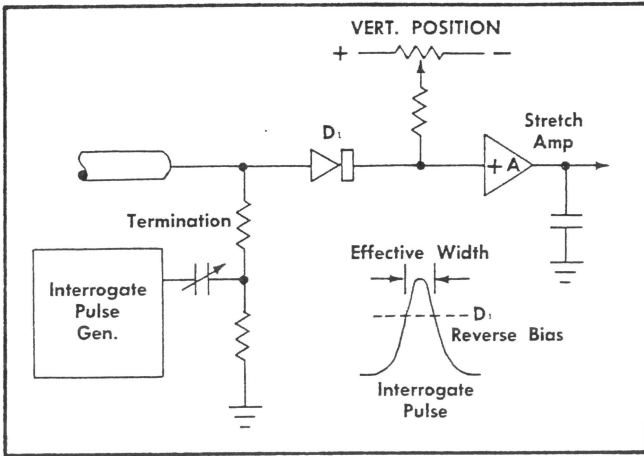 VERT. POSITION
+ –
D1
Stretch
Amp
+ A
Termination
Interrogate
Pulse
Gen.
Effective Width
D1
Reverse Bias
Interrogate
Pulse